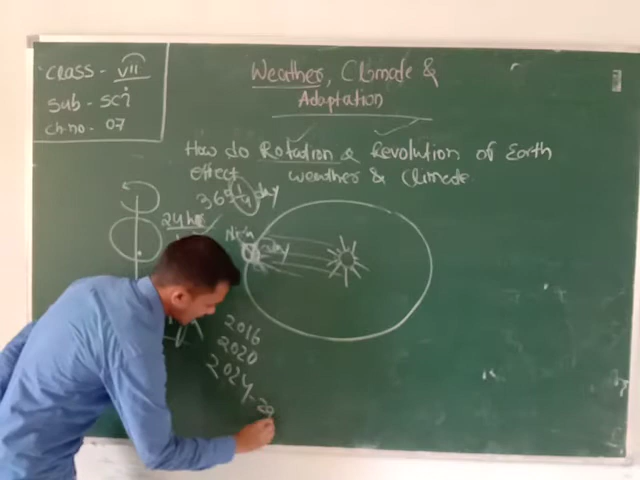 Class - VII
Sub - Sci
Ch.no. - 07
Weather, Climate &
Adaptation
How do Rotation & Revolution of Earth
effect weather & Climate
365 1/4 day
24 hrs
day
2016
2020
2024